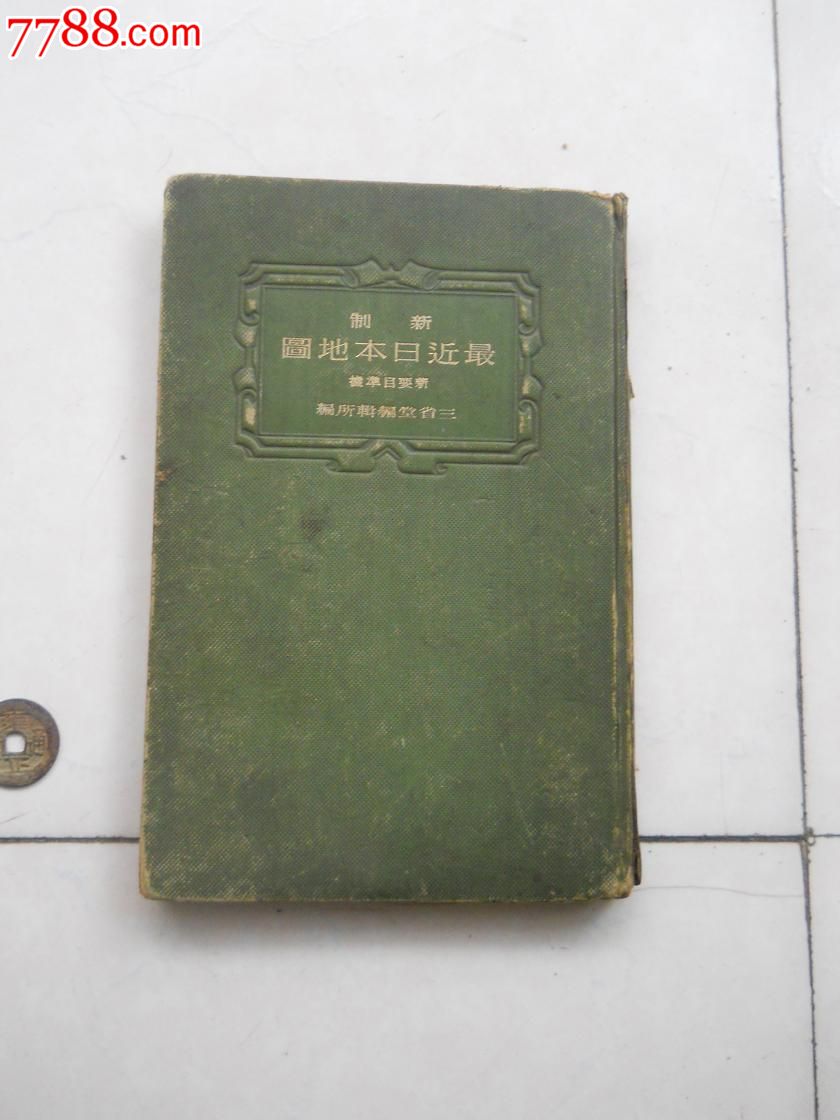 7788.com
新制
最近日本地圖
新要目準據
三省堂編輯所編